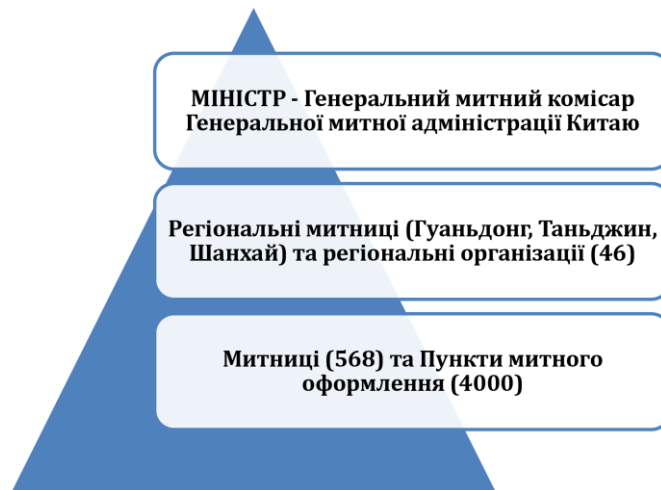 МІНІСТР - Генеральний митний комісар
Генеральної митної адміністрації Китаю
Регіональні митниці (Гуаньдонг, Таньджин,
Шанхай) та регіональні організації (46)
Митниці (568) та Пункти митного
оформлення (4000)